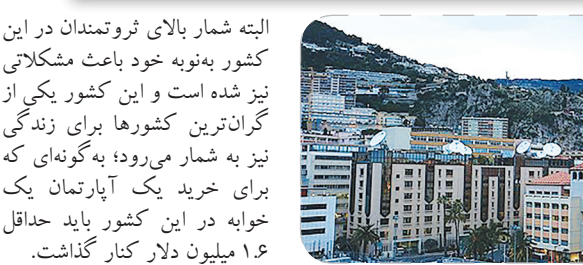 البته شمار بالای ثروتمندان در این
کشور به‌نوبه خود باعث مشکلاتی
نیز شده است و این کشور یکی از
گران‌ترین کشورها برای زندگی
نیز به شمار می‌رود؛ به‌گونه‌ای که
برای خرید یک آپارتمان یک
خوابه در این کشور باید حداقل
۱.۶ میلیون دلار کنار گذاشت.